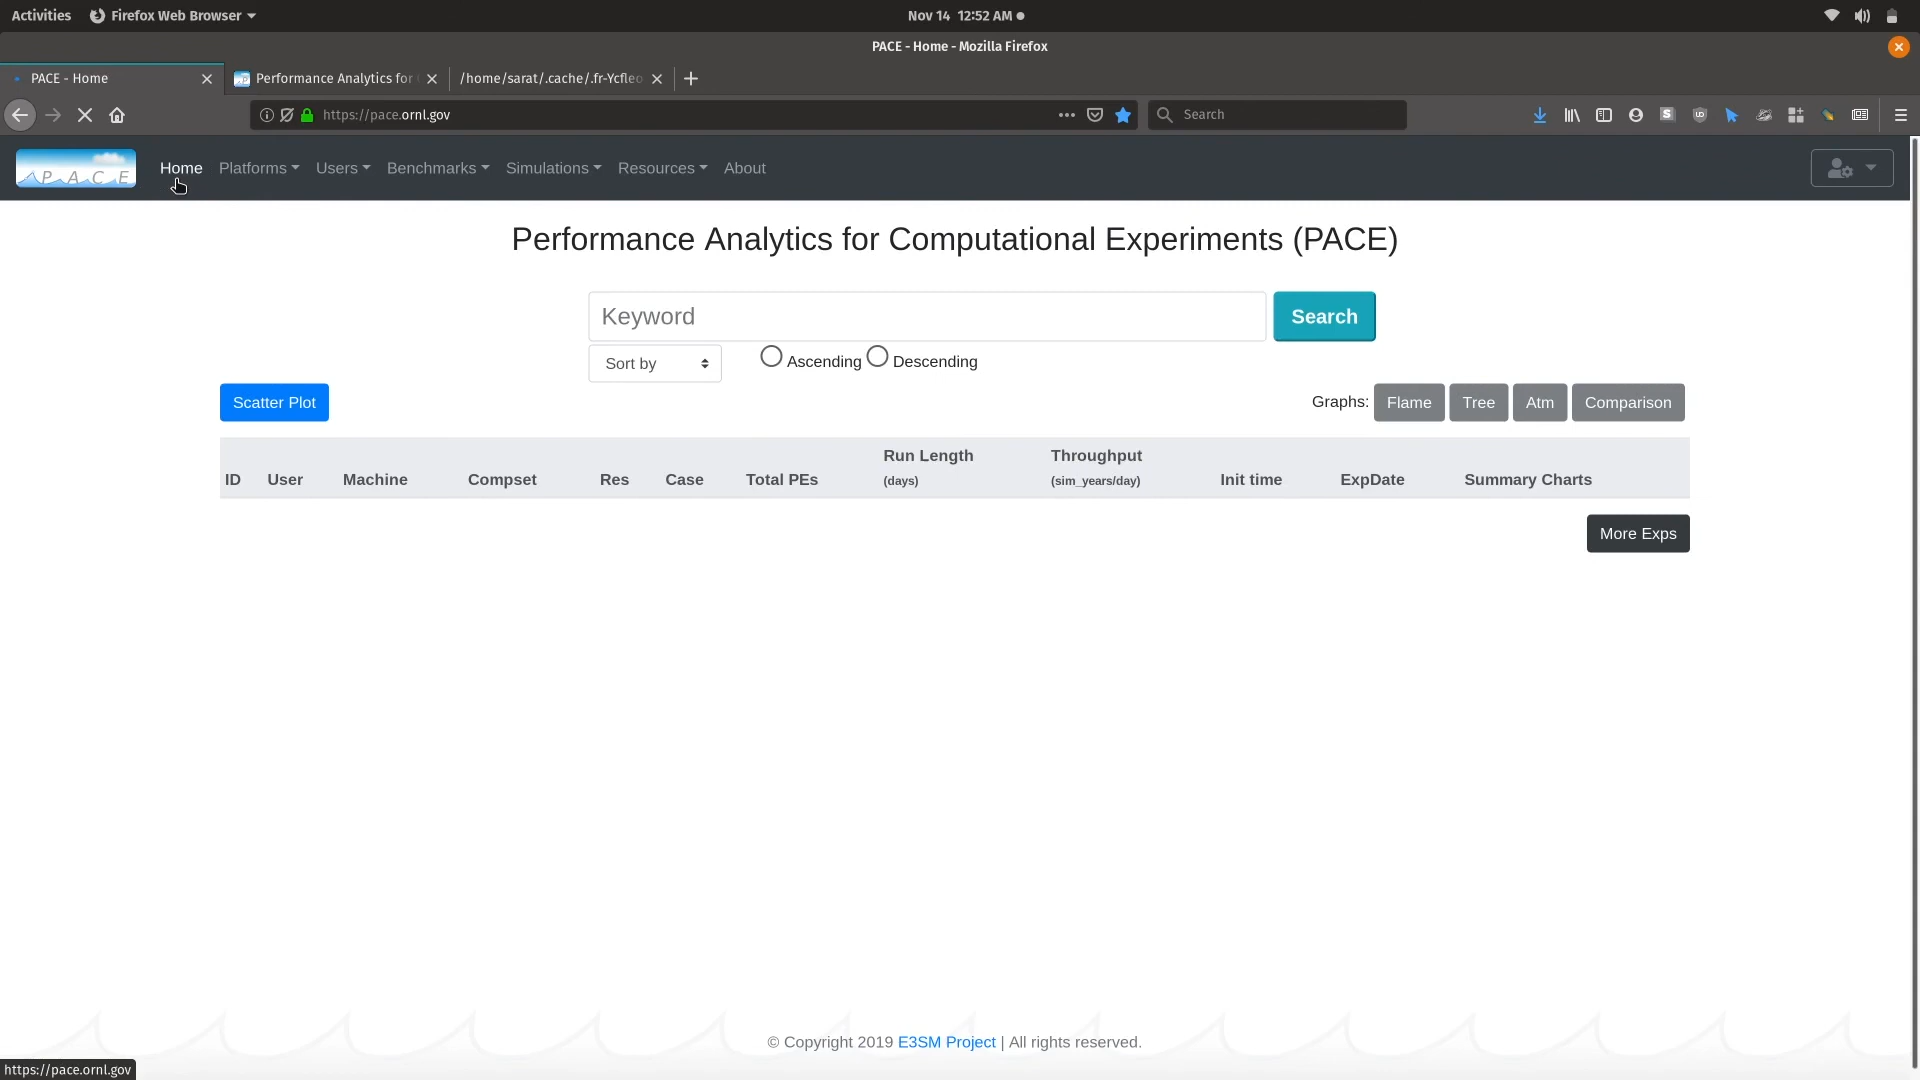 Activities Firefox Web Browser Nov 14 12:52 AM
PACE - Home - Mozilla Firefox
PACE - Home Performance Analytics for /home/sarat/.cache/.fr-Ycfleo
https://pace.ornl.gov Search
P A C E Home Platforms Users Benchmarks Simulations Resources About
Performance Analytics for Computational Experiments (PACE)
Keyword Search
Sort by Ascending Descending
Scatter Plot Graphs: Flame Tree Atm Comparison
ID User Machine Compset Res Case Total PEs Run Length (days) Throughput (sim_years/day) Init time ExpDate Summary Charts
More Exps
© Copyright 2019 E3SM Project | All rights reserved.
https://pace.ornl.gov